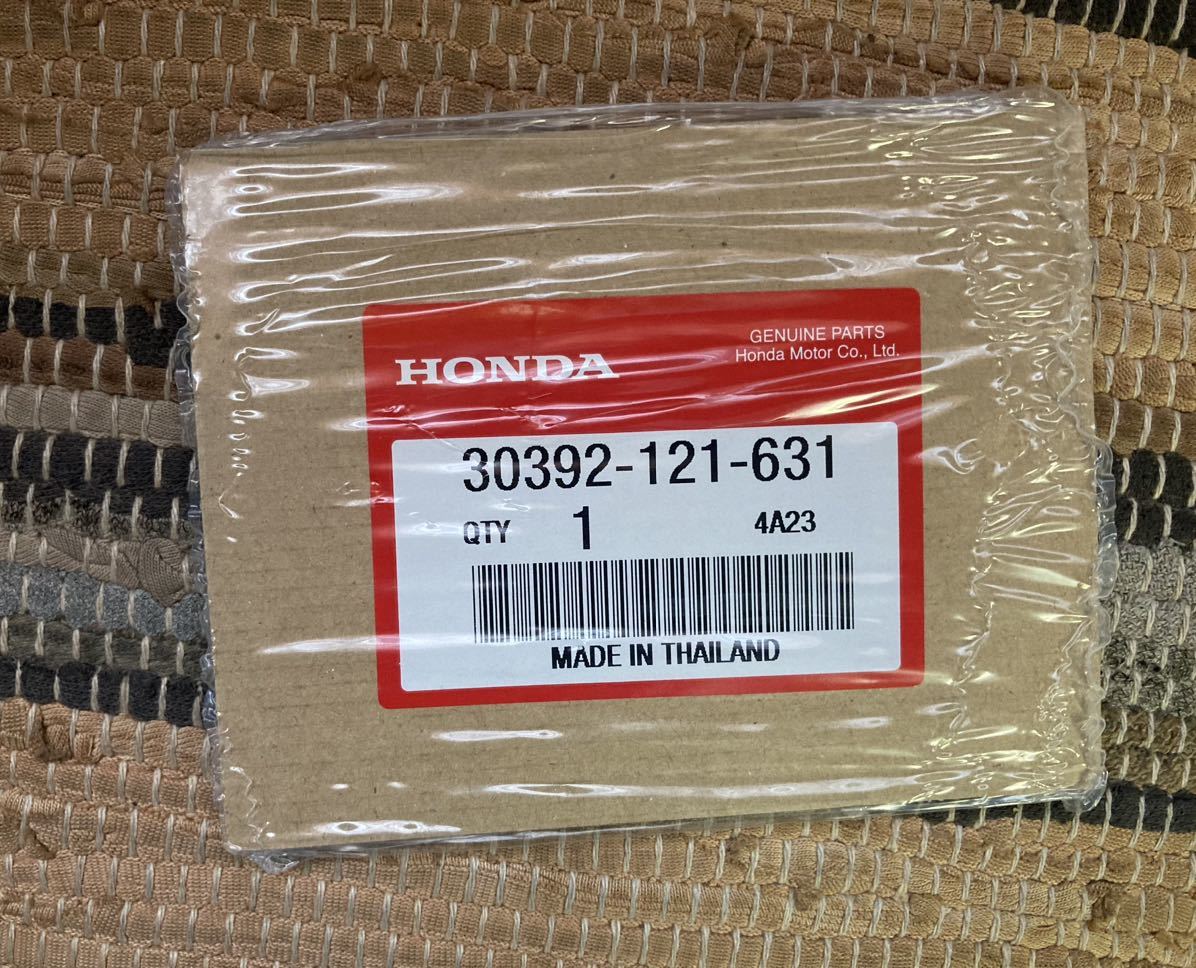 HONDA
GENUINE PARTS
Honda Motor Co., Ltd.
30392-121-631
QTY 1 4A23
MADE IN THAILAND